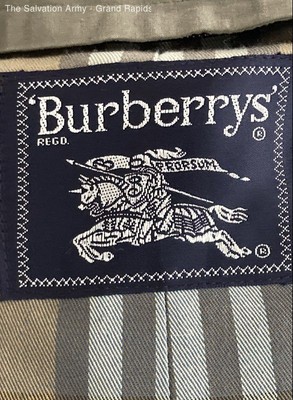 The Salvation Army - Grand Rapids
'Burberrys'
®
REGD.
PRORSUM
®